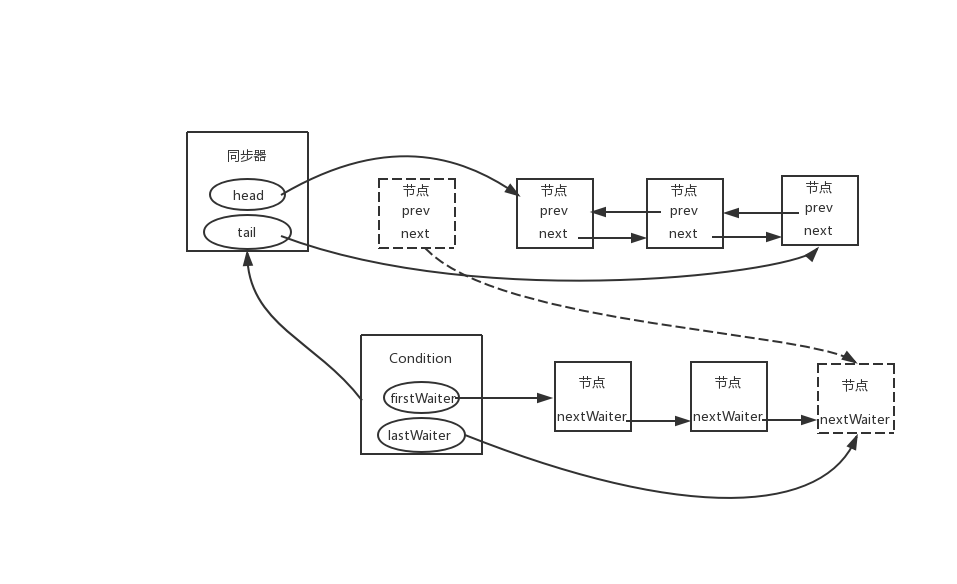 同步器
head
tail
节点
prev
next
节点
prev
next
节点
prev
next
节点
prev
next
Condition
firstWaiter
lastWaiter
节点
nextWaiter
节点
nextWaiter
节点
nextWaiter